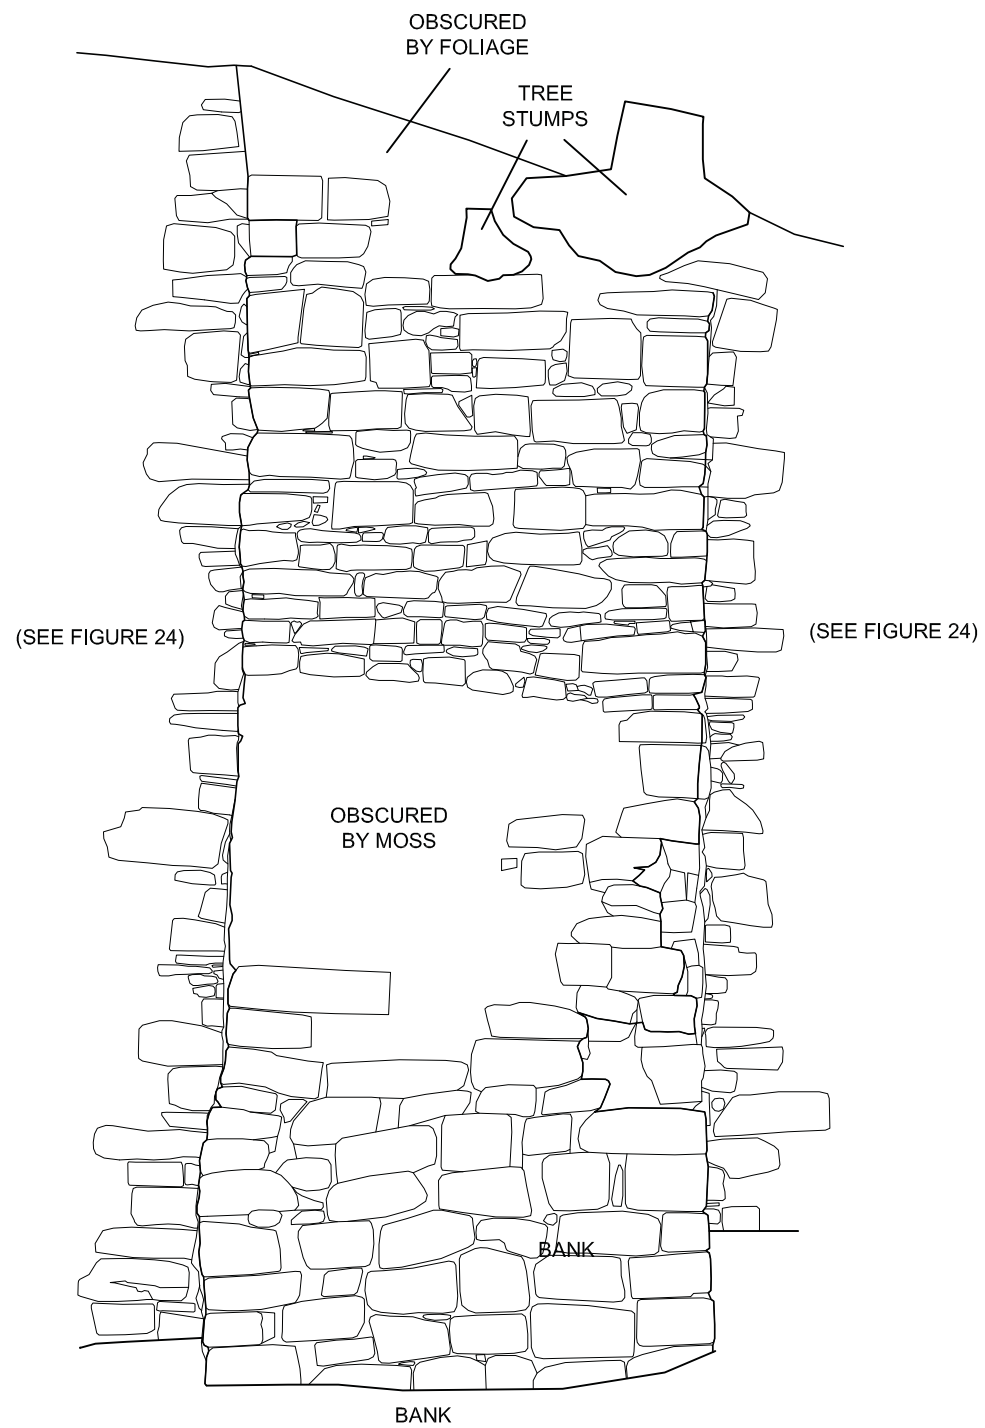 OBSCURED
BY FOLIAGE
TREE
STUMPS
(SEE FIGURE 24)
(SEE FIGURE 24)
OBSCURED
BY MOSS
BANK
BANK